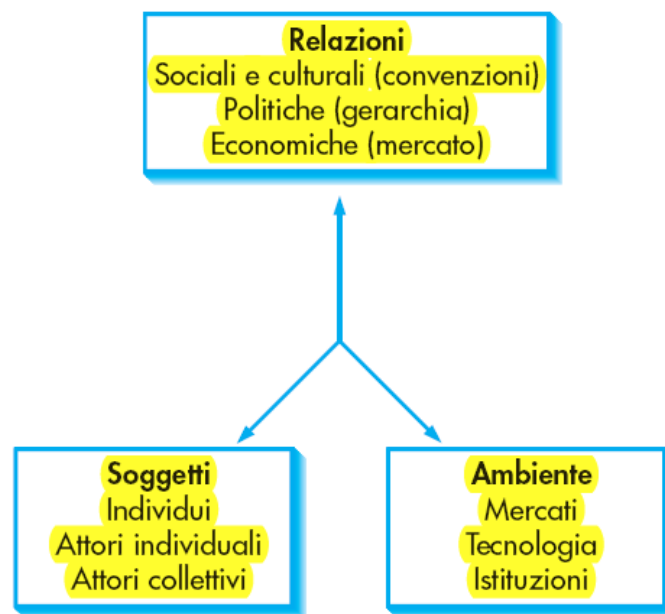 Relazioni
Sociali e culturali (convenzioni)
Politiche (gerarchia)
Economiche (mercato)
Soggetti
Individui
Attori individuali
Attori collettivi
Ambiente
Mercati
Tecnologia
Istituzioni